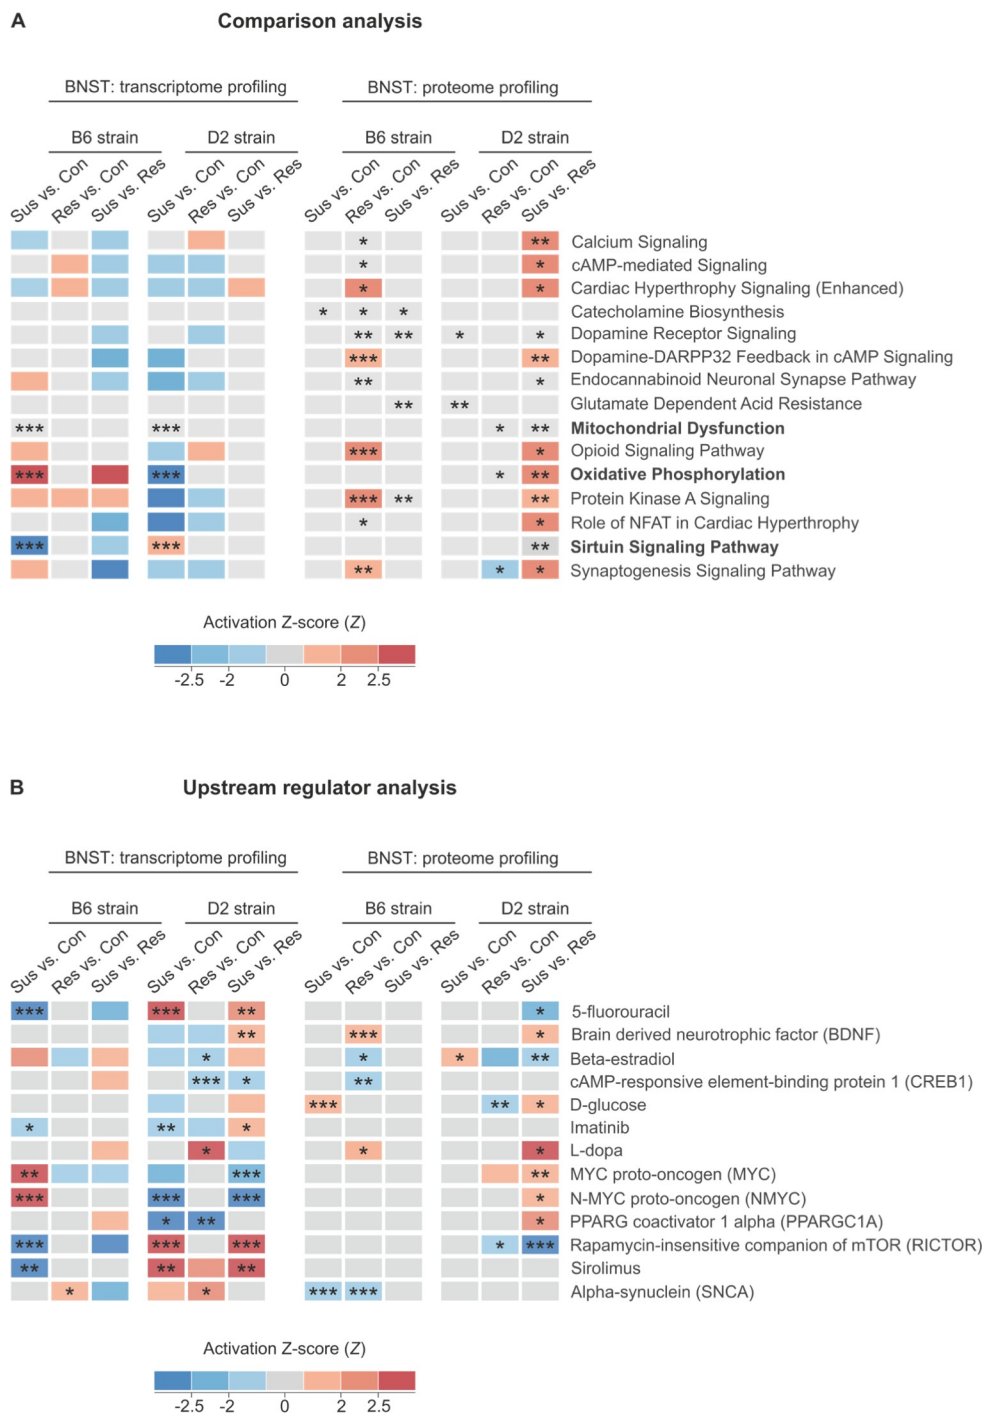 A
Comparison analysis
BNST: transcriptome profiling
BNST: proteome profiling
B6 strain
D2 strain
B6 strain
D2 strain
Sus vs. Con
Res vs. Con
Sus vs. Res
Sus vs. Con
Res vs. Con
Sus vs. Res
Sus vs. Con
Res vs. Con
Sus vs. Res
Sus vs. Con
Res vs. Con
Sus vs. Res
* ** Calcium Signaling
* * cAMP-mediated Signaling
* * Cardiac Hyperthrophy Signaling (Enhanced)
* * * Catecholamine Biosynthesis
** ** * * Dopamine Receptor Signaling
*** ** Dopamine-DARPP32 Feedback in cAMP Signaling
** * Endocannabinoid Neuronal Synapse Pathway
** ** Glutamate Dependent Acid Resistance
*** *** * ** Mitochondrial Dysfunction
*** * Opioid Signaling Pathway
*** *** * ** Oxidative Phosphorylation
*** ** ** Protein Kinase A Signaling
* * Role of NFAT in Cardiac Hyperthrophy
*** *** ** Sirtuin Signaling Pathway
** * * Synaptogenesis Signaling Pathway
Activation Z-score (Z)
-2.5 -2 0 2 2.5
B
Upstream regulator analysis
BNST: transcriptome profiling
BNST: proteome profiling
B6 strain
D2 strain
B6 strain
D2 strain
Sus vs. Con
Res vs. Con
Sus vs. Res
Sus vs. Con
Res vs. Con
Sus vs. Res
Sus vs. Con
Res vs. Con
Sus vs. Res
Sus vs. Con
Res vs. Con
Sus vs. Res
*** *** ** * 5-fluorouracil
** *** * Brain derived neurotrophic factor (BDNF)
* * * ** Beta-estradiol
*** * ** cAMP-responsive element-binding protein 1 (CREB1)
*** ** * D-glucose
* ** * Imatinib
* * * L-dopa
** *** ** MYC proto-oncogen (MYC)
*** *** *** * N-MYC proto-oncogen (NMYC)
* ** * PPARG coactivator 1 alpha (PPARGC1A)
*** *** *** * *** Rapamycin-insensitive companion of mTOR (RICTOR)
** ** ** Sirolimus
* * *** *** Alpha-synuclein (SNCA)
Activation Z-score (Z)
-2.5 -2 0 2 2.5